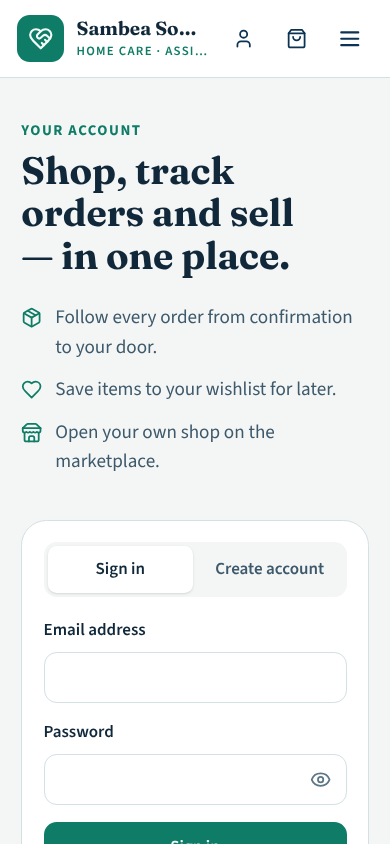 Sambea So...
HOME CARE · ASSI...
YOUR ACCOUNT
Shop, track
orders and sell
— in one place.
Follow every order from confirmation
to your door.
Save items to your wishlist for later.
Open your own shop on the
marketplace.
Sign in
Create account
Email address
Password
Sign in